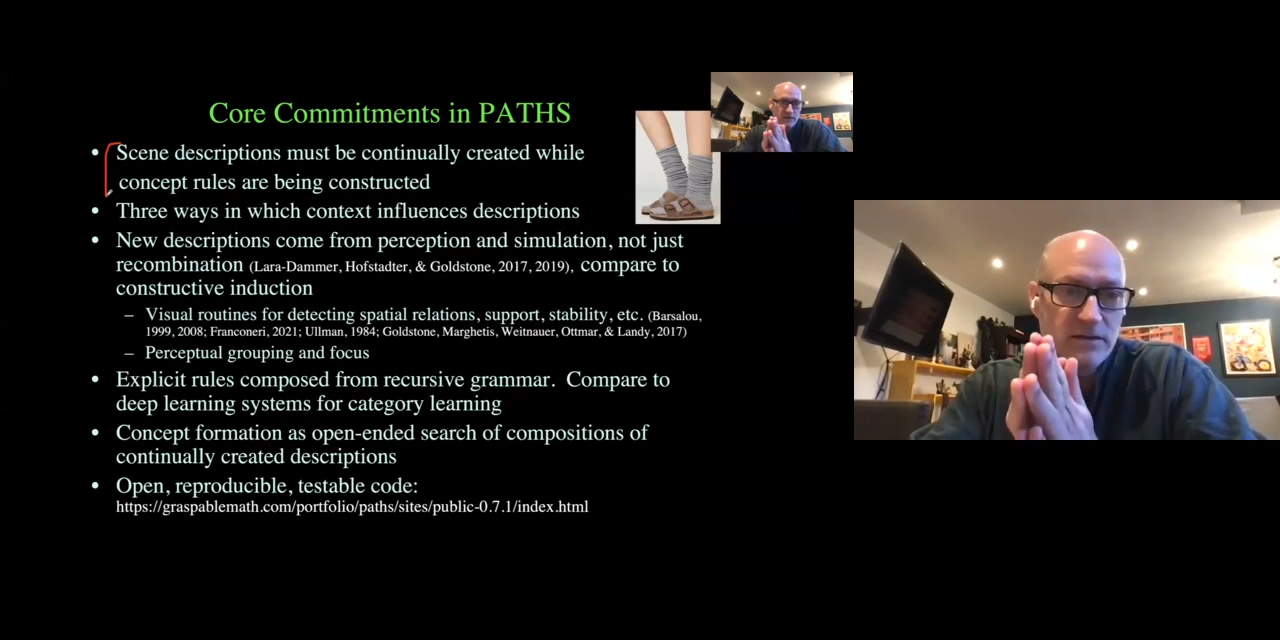 Core Commitments in PATHS
• Scene descriptions must be continually created while
concept rules are being constructed
• Three ways in which context influences descriptions
• New descriptions come from perception and simulation, not just
recombination (Lara-Dammer, Hofstadter, & Goldstone, 2017, 2019), compare to
constructive induction
– Visual routines for detecting spatial relations, support, stability, etc. (Barsalou,
1999, 2008; Franconeri, 2021; Ullman, 1984; Goldstone, Marghetis, Weitnauer, Ottmar, & Landy, 2017)
– Perceptual grouping and focus
• Explicit rules composed from recursive grammar.  Compare to
deep learning systems for category learning
• Concept formation as open-ended search of compositions of
continually created descriptions
• Open, reproducible, testable code:
https://graspablemath.com/portfolio/paths/sites/public-0.7.1/index.html